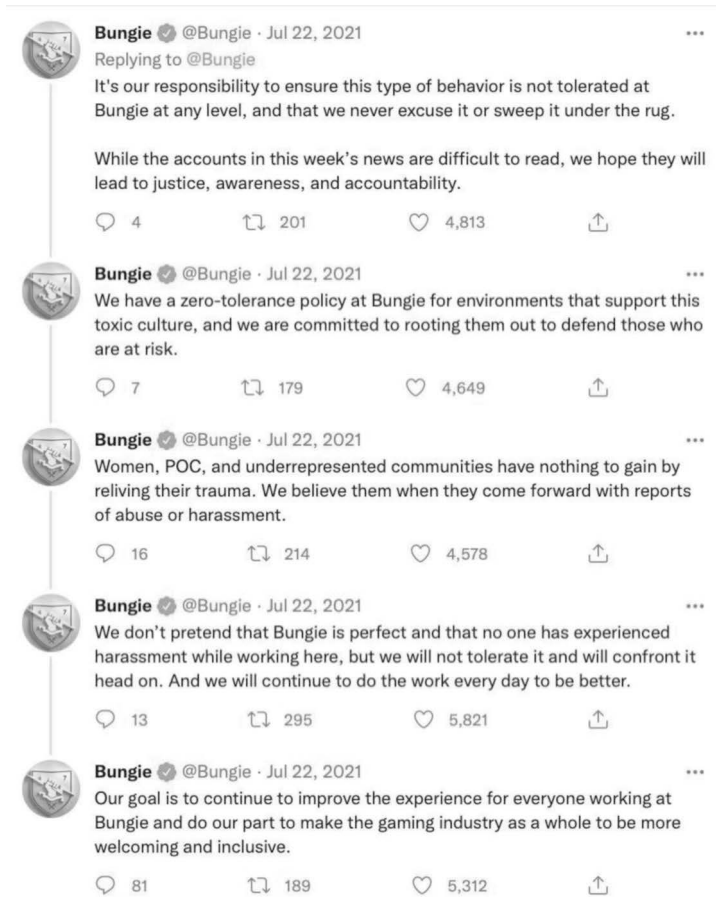 Bungie @Bungie · Jul 22, 2021
Replying to @Bungie
It's our responsibility to ensure this type of behavior is not tolerated at
Bungie at any level, and that we never excuse it or sweep it under the rug.
While the accounts in this week's news are difficult to read, we hope they will
lead to justice, awareness, and accountability.
4 201 4,813
Bungie @Bungie · Jul 22, 2021
We have a zero-tolerance policy at Bungie for environments that support this
toxic culture, and we are committed to rooting them out to defend those who
are at risk.
7 179 4,649
Bungie @Bungie · Jul 22, 2021
Women, POC, and underrepresented communities have nothing to gain by
reliving their trauma. We believe them when they come forward with reports
of abuse or harassment.
16 214 4,578
Bungie @Bungie · Jul 22, 2021
We don't pretend that Bungie is perfect and that no one has experienced
harassment while working here, but we will not tolerate it and will confront it
head on. And we will continue to do the work every day to be better.
13 295 5,821
Bungie @Bungie · Jul 22, 2021
Our goal is to continue to improve the experience for everyone working at
Bungie and do our part to make the gaming industry as a whole to be more
welcoming and inclusive.
81 189 5,312